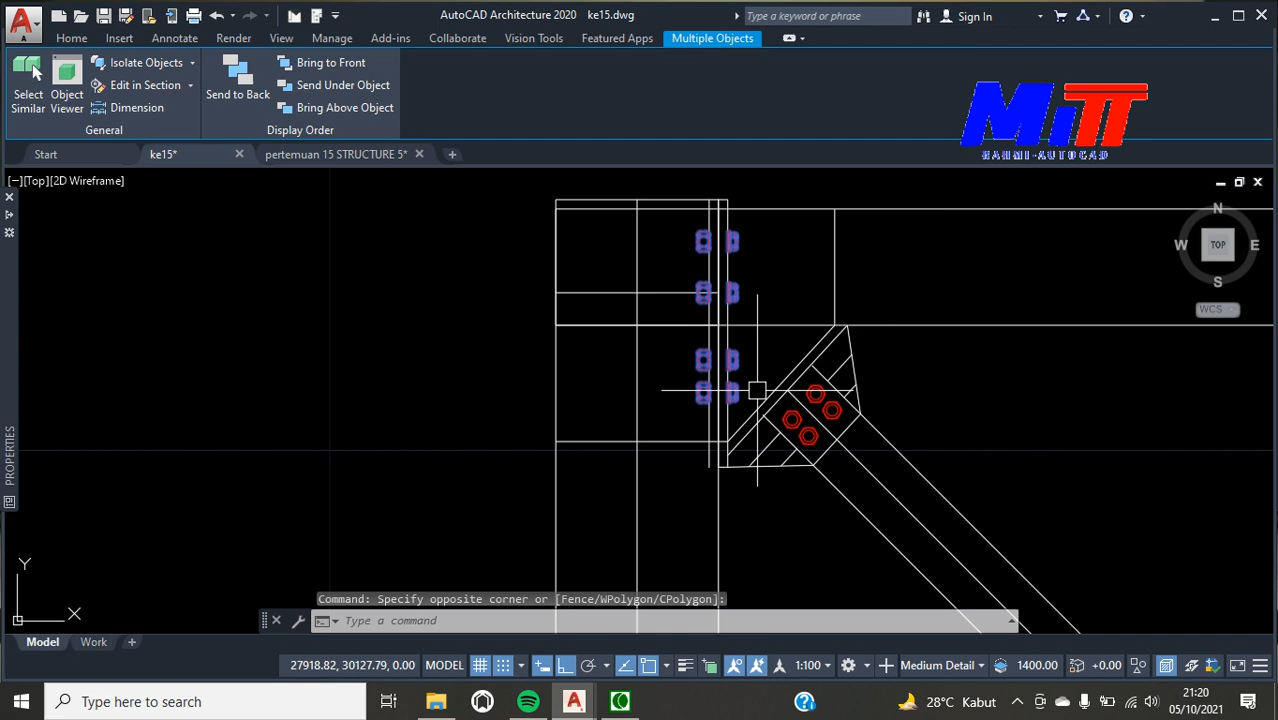 AutoCAD Architecture 2020 ke15.dwg
Type a keyword or phrase
Sign In
A
Home Insert Annotate Render View Manage Add-ins Collaborate Vision Tools Featured Apps Multiple Objects
Select Similar
Object Viewer
Isolate Objects
Edit in Section
Dimension
General
Send to Back
Bring to Front
Send Under Object
Bring Above Object
Display Order
MiTT
RAHMI-AUTOCAD
Start
ke15*
pertemuan 15 STRUCTURE 5*
[−][Top][2D Wireframe]
N
W TOP E
S
WCS
PROPERTIES
Y
X
Command: Specify opposite corner or [Fence/WPolygon/CPolygon]:
Type a command
Model Work
27918.82, 30127.79, 0.00 MODEL 1:100 Medium Detail 1400.00 +0.00
Type here to search
28°C Kabut
21:20
05/10/2021